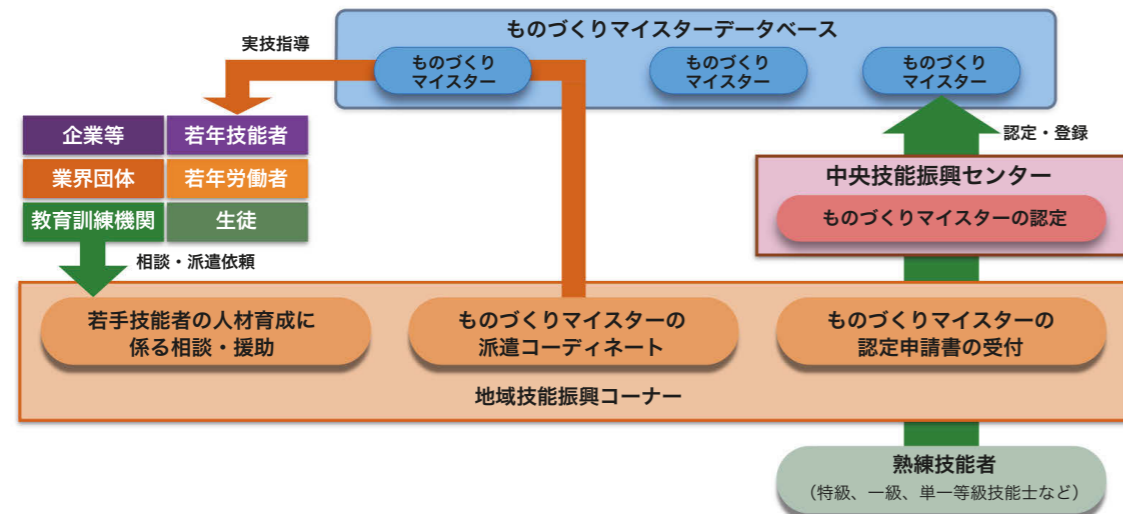 ものづくりマイスターデータベース
実技指導
ものづくり
マイスター
ものづくり
マイスター
ものづくり
マイスター
企業等
若年技能者
業界団体
若年労働者
教育訓練機関
生徒
認定・登録
中央技能振興センター
ものづくりマイスターの認定
相談・派遣依頼
若手技能者の人材育成に
係る相談・援助
ものづくりマイスターの
派遣コーディネート
ものづくりマイスターの
認定申請書の受付
地域技能振興コーナー
熟練技能者
（特級、一級、単一等級技能士など）